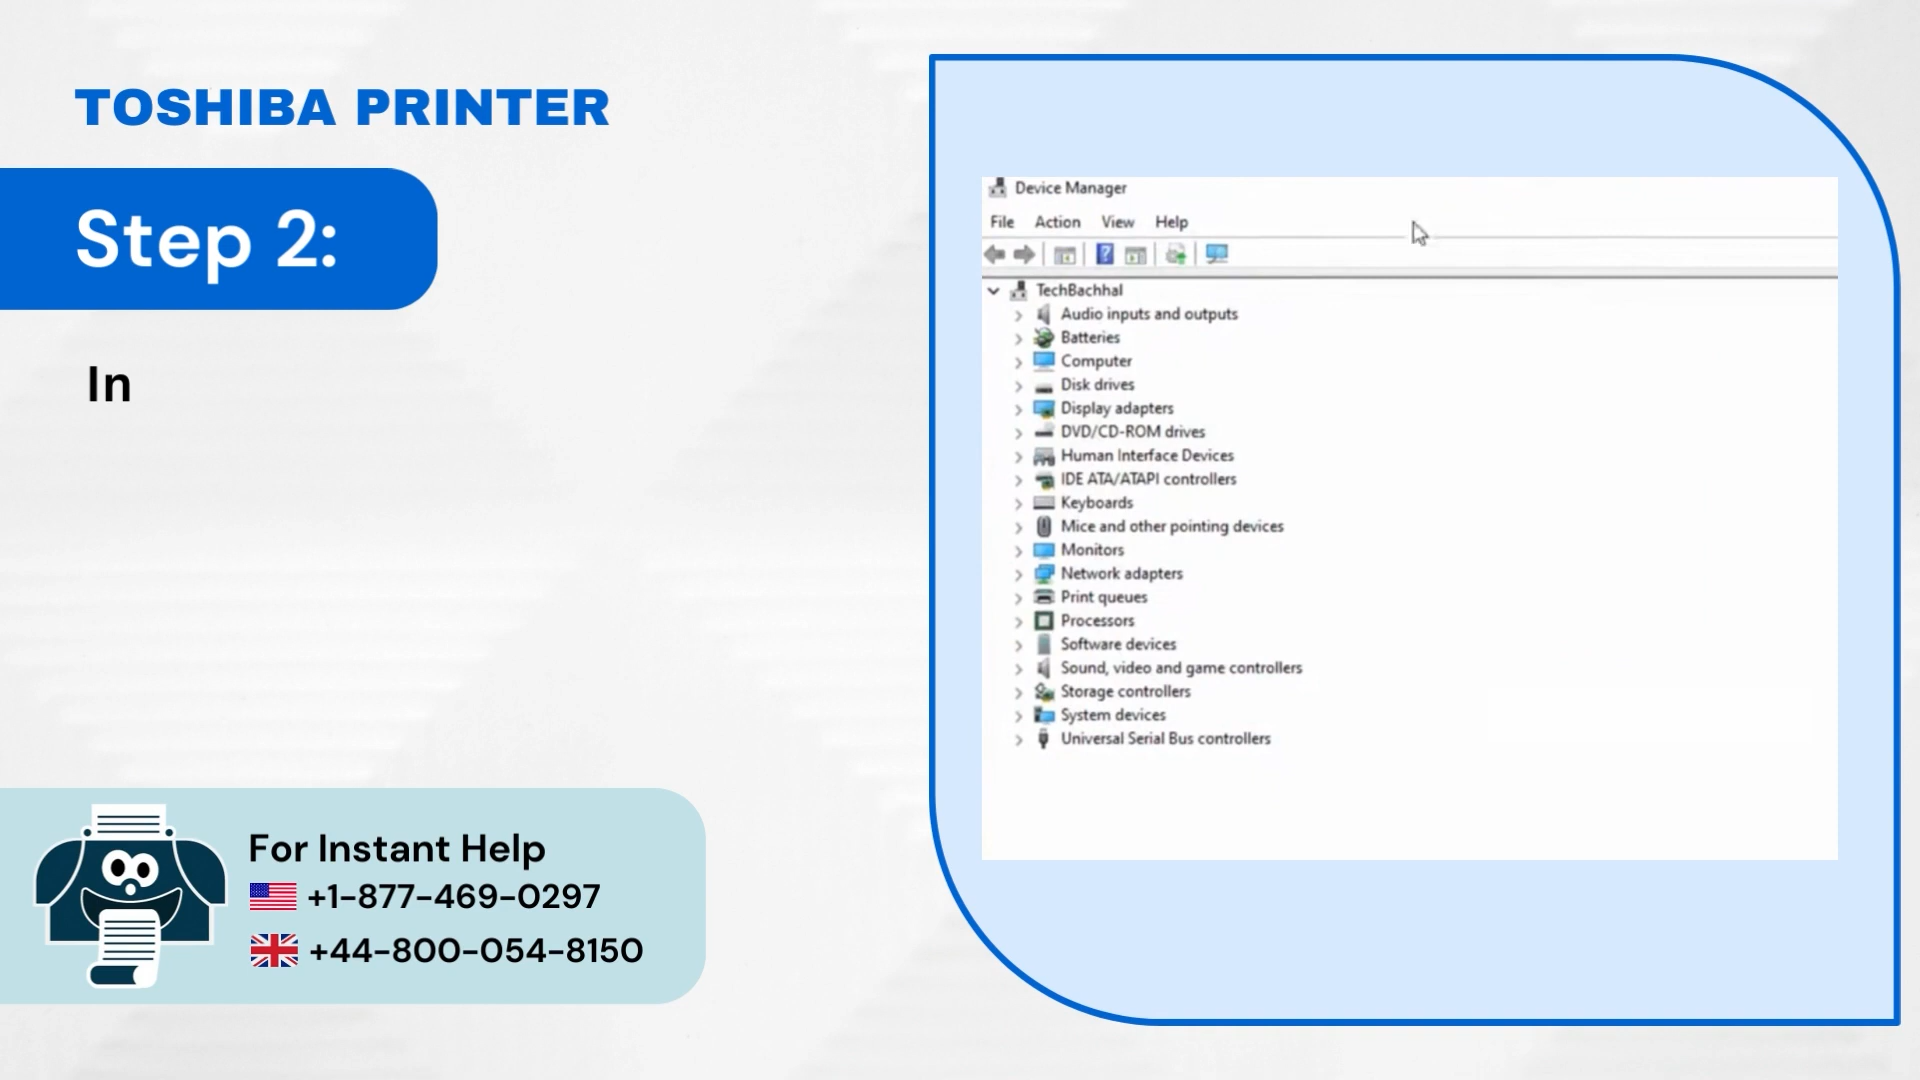 TOSHIBA PRINTER
Step 2:
In
For Instant Help
+1-877-469-0297
+44-800-054-8150
Device Manager
File Action View Help
TechBachhal
Audio inputs and outputs
Batteries
Computer
Disk drives
Display adapters
DVD/CD-ROM drives
Human Interface Devices
IDE ATA/ATAPI controllers
Keyboards
Mice and other pointing devices
Monitors
Network adapters
Print queues
Processors
Software devices
Sound, video and game controllers
Storage controllers
System devices
Universal Serial Bus controllers